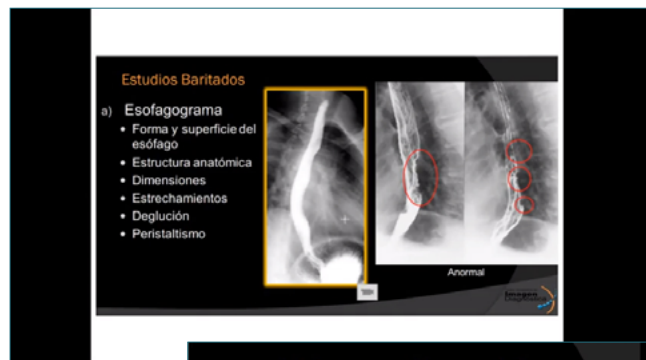 Estudios Baritados
a) Esofagograma
• Forma y superficie del
esófago
• Estructura anatómica
• Dimensiones
• Estrechamientos
• Deglución
• Peristaltismo
Anormal